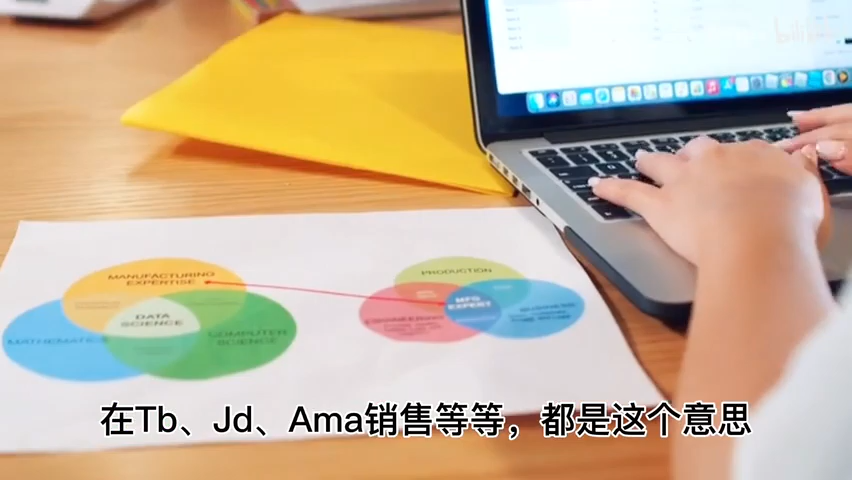 bilibili
MANUFACTURING
EXPERTISE
DATA
SCIENCE
MATHEMATICS
COMPUTER
SCIENCE
PRODUCTION
MFG
EXPERT
ENGINEERING
BUSINESS
在Tb、Jd、Ama销售等等，都是这个意思